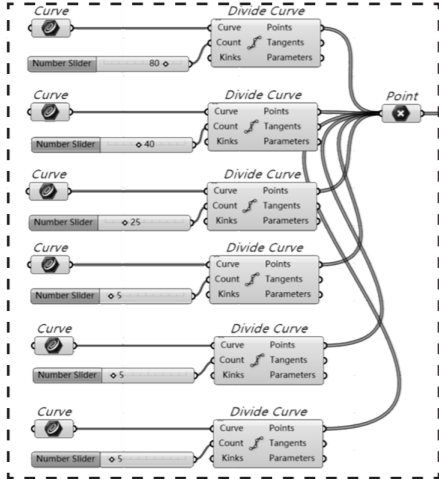 Curve Divide Curve
Curve Points
Count Tangents
Kinks Parameters
Number Slider 80
Point
Curve Divide Curve
Curve Points
Count Tangents
Kinks Parameters
Number Slider 40
Curve Divide Curve
Curve Points
Count Tangents
Kinks Parameters
Number Slider 25
Curve Divide Curve
Curve Points
Count Tangents
Kinks Parameters
Number Slider 5
Curve Divide Curve
Curve Points
Count Tangents
Kinks Parameters
Number Slider 5
Curve Divide Curve
Curve Points
Count Tangents
Kinks Parameters
Number Slider 5